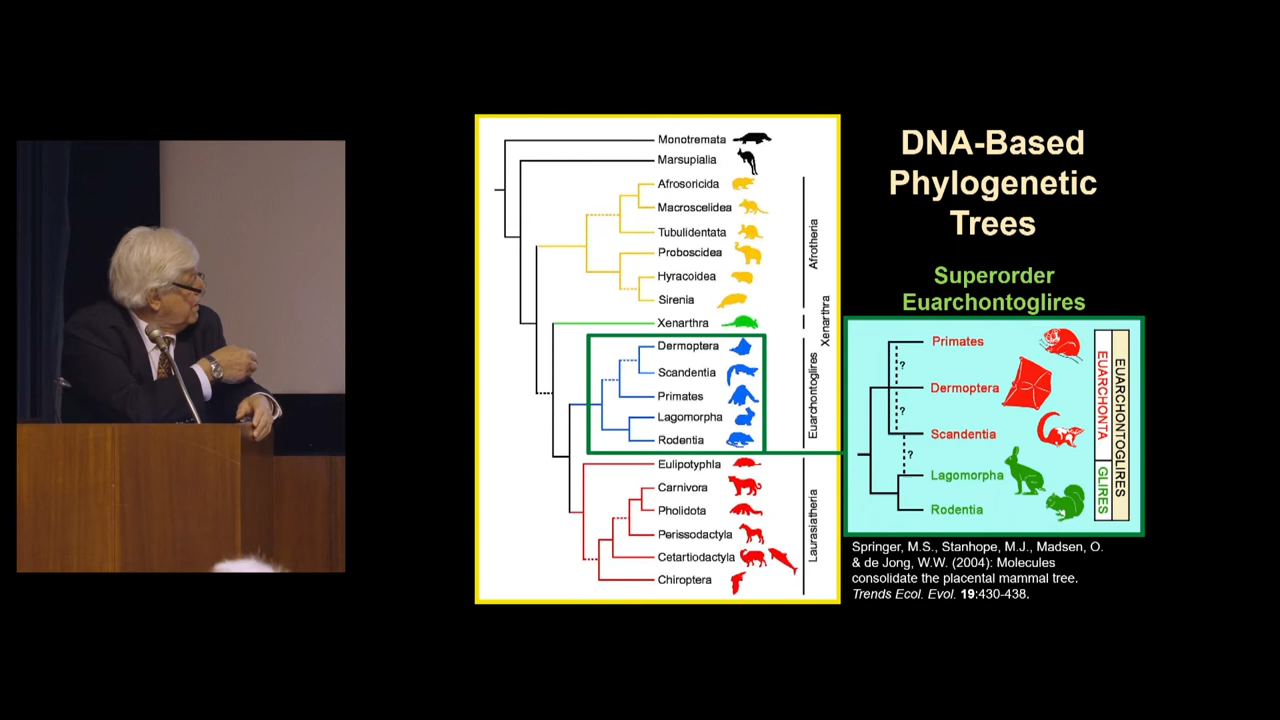 Monotremata
Marsupialia
Afrosoricida
Macroscelidea
Tubulidentata
Proboscidea
Hyracoidea
Sirenia
Xenarthra
Dermoptera
Scandentia
Primates
Lagomorpha
Rodentia
Eulipotyphla
Carnivora
Pholidota
Perissodactyla
Cetartiodactyla
Chiroptera
Afrotheria
Xenarthra
Euarchontoglires
Laurasiatheria
DNA-Based
Phylogenetic
Trees
Superorder
Euarchontoglires
Primates
?
Dermoptera
?
Scandentia
?
Lagomorpha
Rodentia
EUARCHONTA
GLIRES
EUARCHONTOGLIRES
Springer, M.S., Stanhope, M.J., Madsen, O.
& de Jong, W.W. (2004): Molecules
consolidate the placental mammal tree.
Trends Ecol. Evol. 19:430-438.